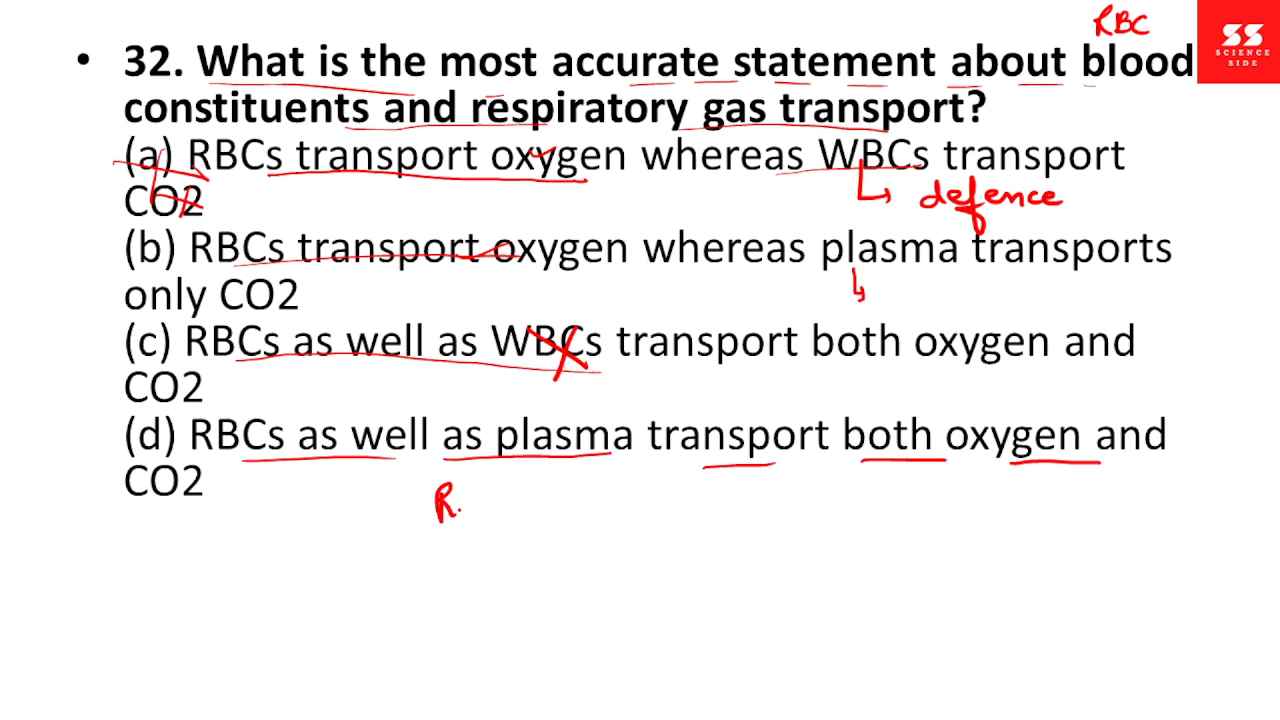 RBC
SS
SCIENCE
SIDE
• 32. What is the most accurate statement about blood
constituents and respiratory gas transport?
(a) RBCs transport oxygen whereas WBCs transport
CO2
defence
(b) RBCs transport oxygen whereas plasma transports
only CO2
(c) RBCs as well as WBCs transport both oxygen and
CO2
(d) RBCs as well as plasma transport both oxygen and
CO2
R.